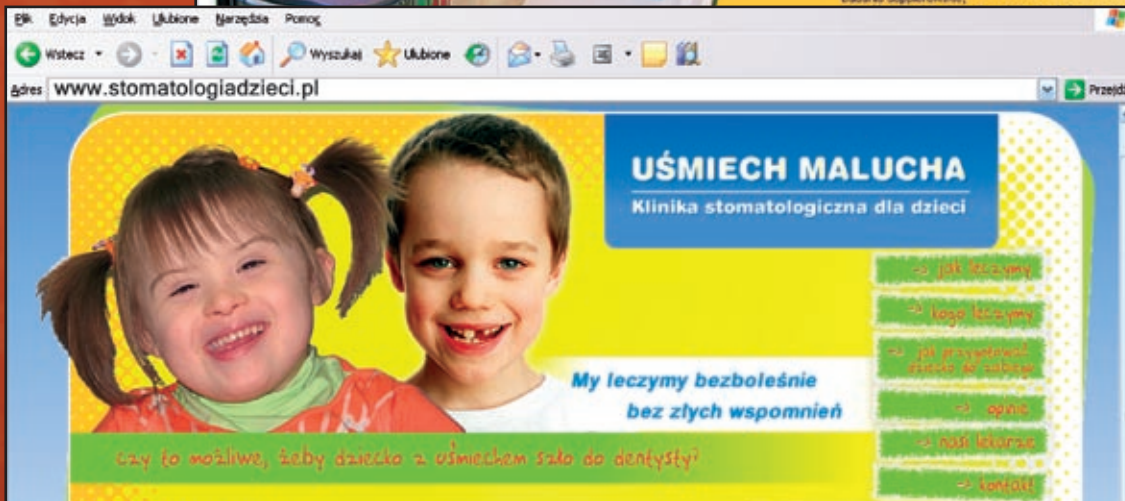 Plik Edycja Widok Ulubione Narzędzia Pomoc
Wstecz Wyszukaj Ulubione
Adres www.stomatologiadzieci.pl Przejdź
UŚMIECH MALUCHA
Klinika stomatologiczna dla dzieci
-> jak leczymy
-> kogo leczymy
-> jak przygotować
dziecko do zabiegu
-> opinie
-> nasi lekarze
-> kontakt
My leczymy bezboleśnie
bez złych wspomnień
czy to możliwe, żeby dziecko z uśmiechem szło do dentysty?